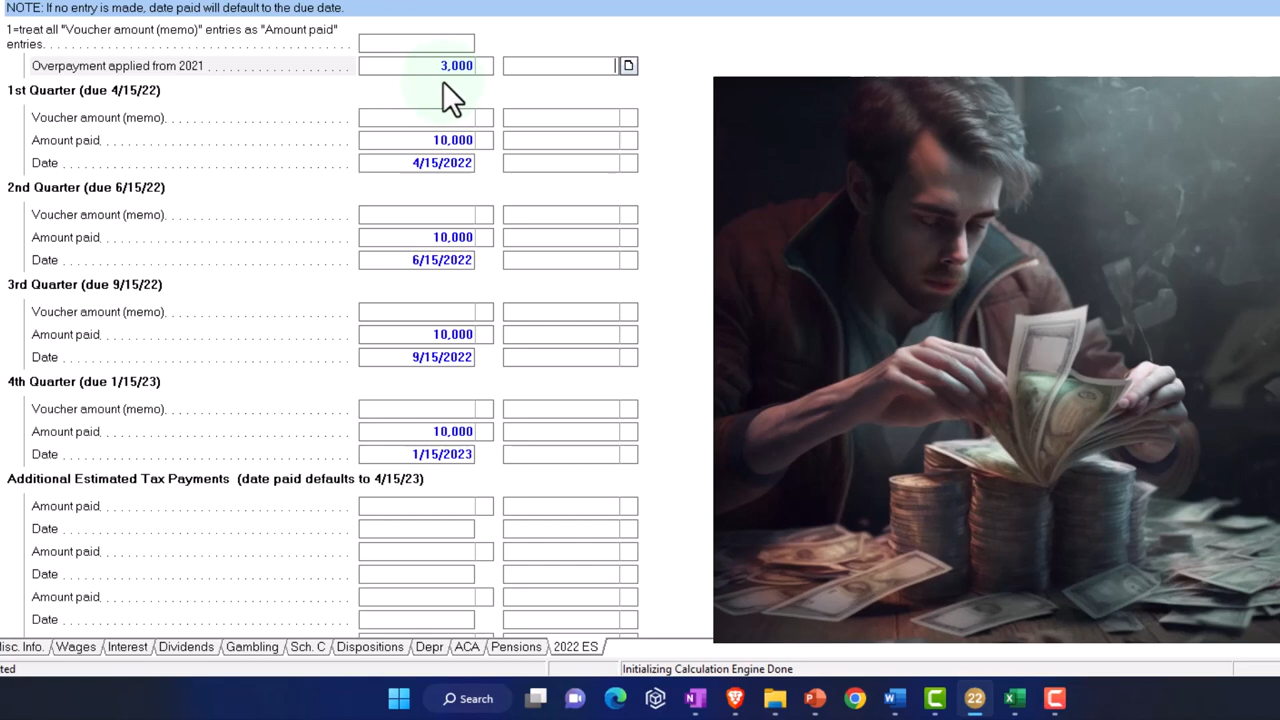 NOTE: If no entry is made, date paid will default to the due date.
1=treat all "Voucher amount (memo)" entries as "Amount paid"
entries.
Overpayment applied from 2021 3,000
1st Quarter (due 4/15/22)
Voucher amount (memo)
Amount paid 10,000
Date 4/15/2022
2nd Quarter (due 6/15/22)
Voucher amount (memo)
Amount paid 10,000
Date 6/15/2022
3rd Quarter (due 9/15/22)
Voucher amount (memo)
Amount paid 10,000
Date 9/15/2022
4th Quarter (due 1/15/23)
Voucher amount (memo)
Amount paid 10,000
Date 1/15/2023
Additional Estimated Tax Payments (date paid defaults to 4/15/23)
Amount paid
Date
Amount paid
Date
Amount paid
Date
isc. Info. Wages Interest Dividends Gambling Sch. C Dispositions Depr ACA Pensions 2022 ES
ted Initializing Calculation Engine Done
Search 22